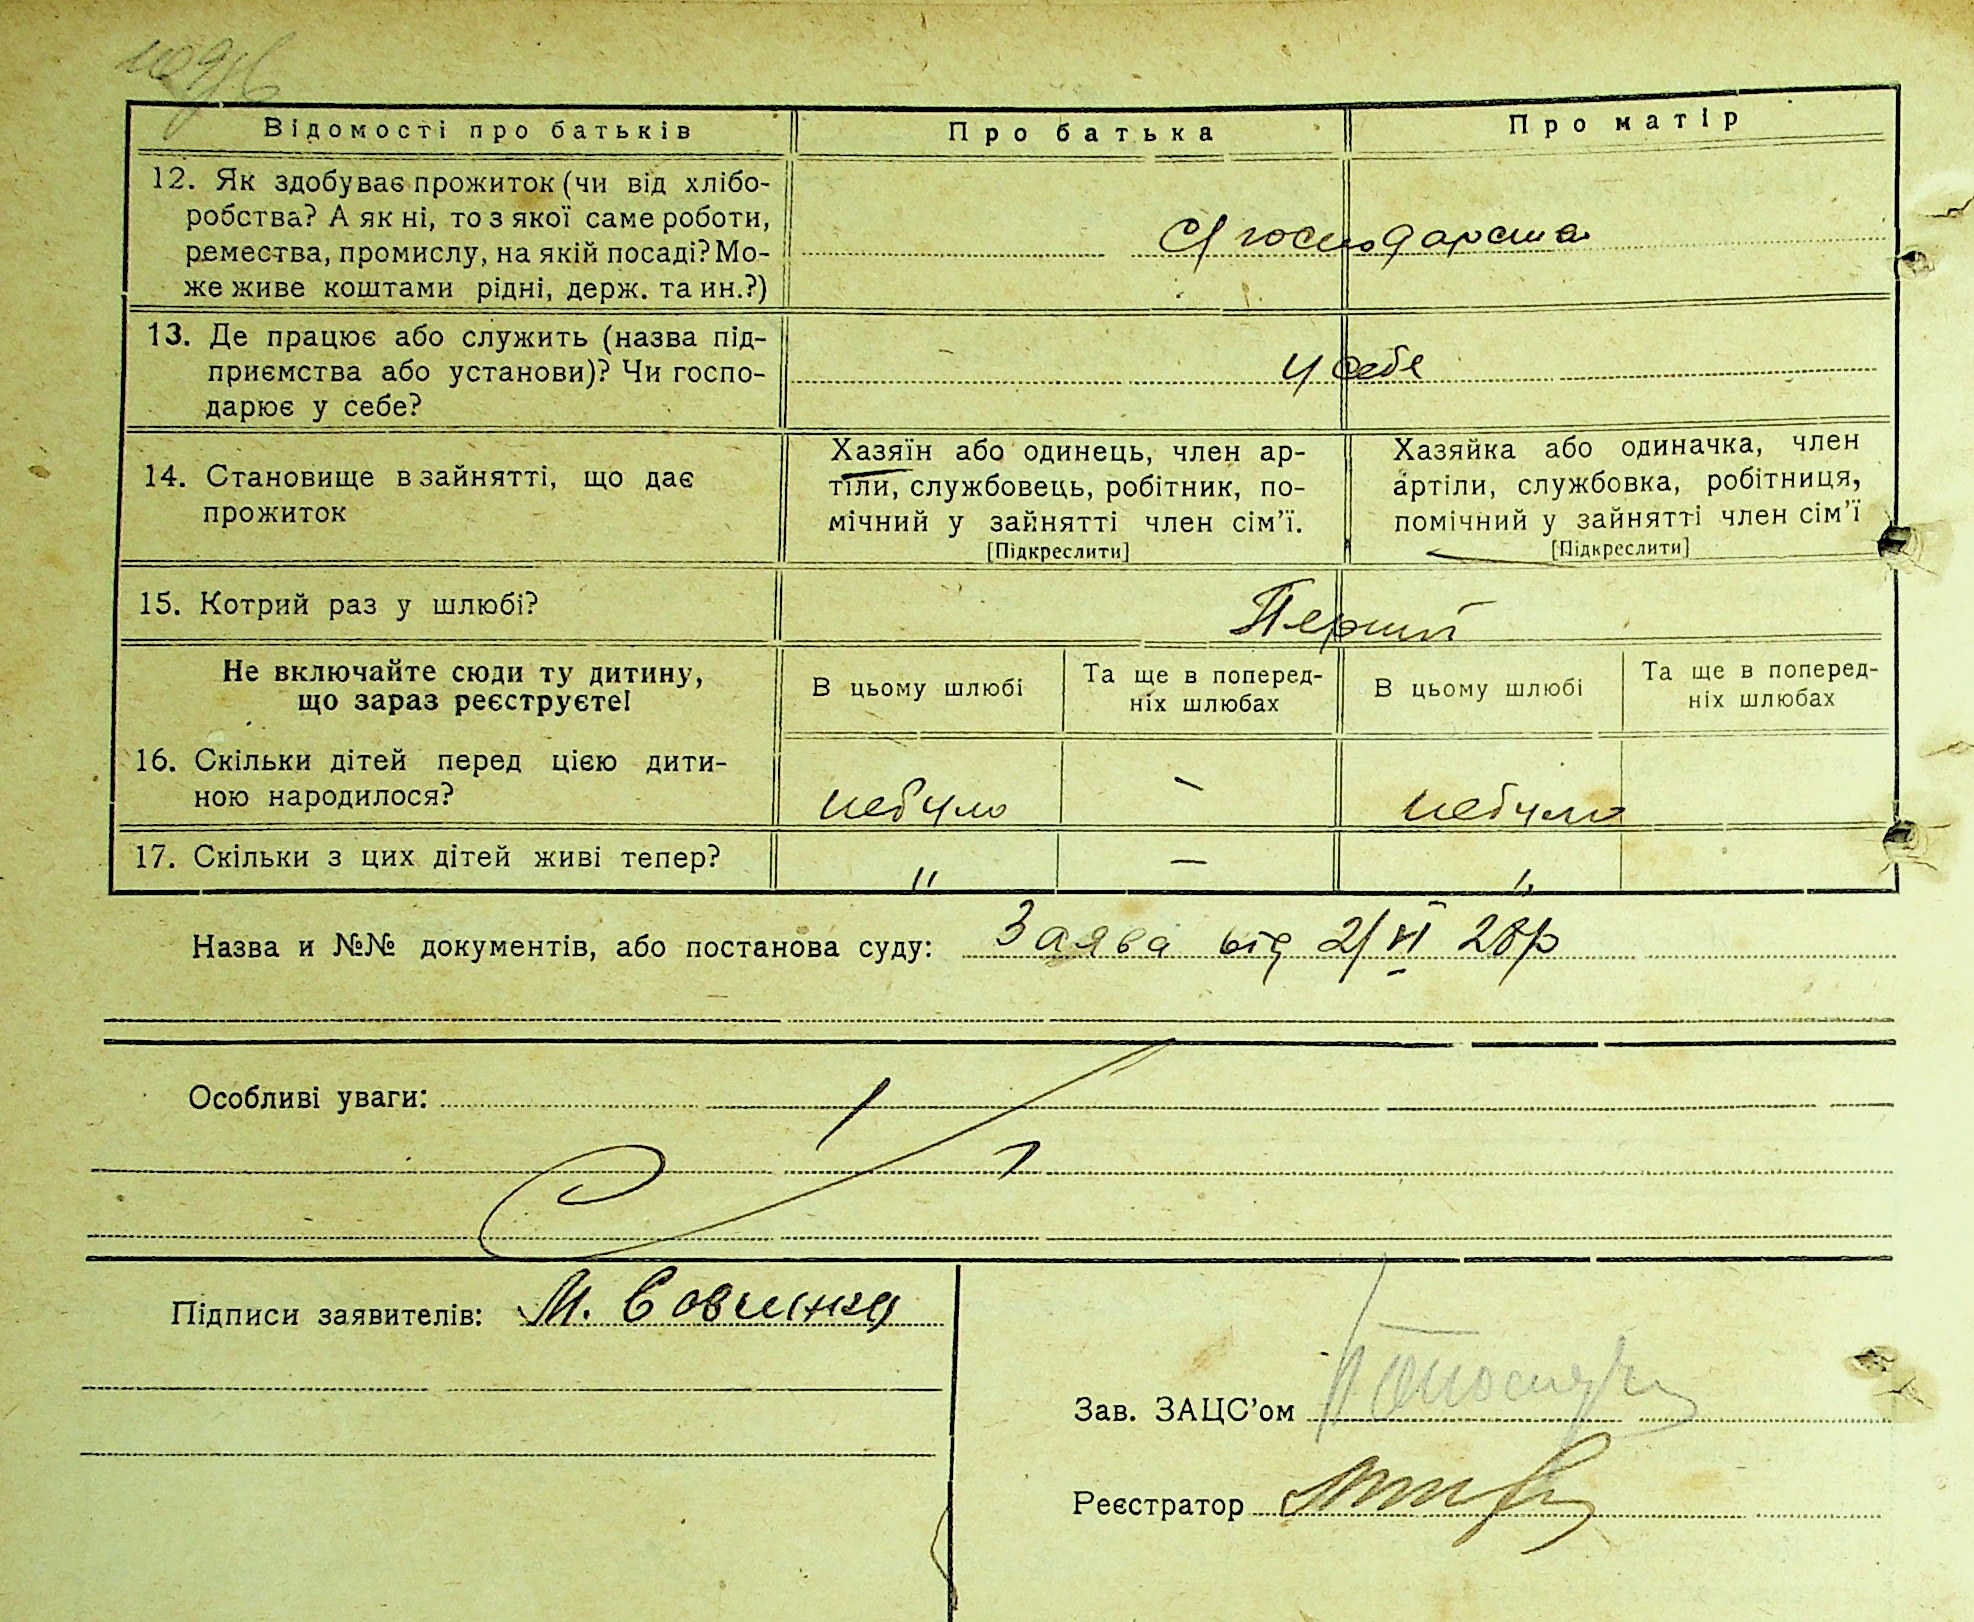 Відомості про батьків Про батька Про матір
12. Як здобуває прожиток (чи від хлібо-
робства? А як ні, то з якої саме роботи,
ремества, промислу, на якій посаді? Мо-
же живе коштами рідні, держ. та ин.?)
С/господарства
13. Де працює або служить (назва під-
приємства або установи)? Чи госпо-
дарює у себе?
У себе
14. Становище в зайнятті, що дає
прожиток
Хазяїн або одинець, член ар-
тіли, службовець, робітник, по-
мічний у зайнятті член сім'ї.
[Підкреслити]
Хазяйка або одиначка, член
артіли, службовка, робітниця,
помічний у зайнятті член сім'ї
[Підкреслити]
15. Котрий раз у шлюбі? Перший
Не включайте сюди ту дитину,
що зараз реєструєте!
В цьому шлюбі
Та ще в поперед-
ніх шлюбах
В цьому шлюбі
Та ще в поперед-
ніх шлюбах
16. Скільки дітей перед цією дити-
ною народилося?
небуло — небуло
17. Скільки з цих дітей живі тепер? " — "
Назва и №№ документів, або постанова суду: Заява від 2/VI 28р
Особливі уваги:
Підписи заявителів: М.
Зав. ЗАЦС'ом
Реєстратор